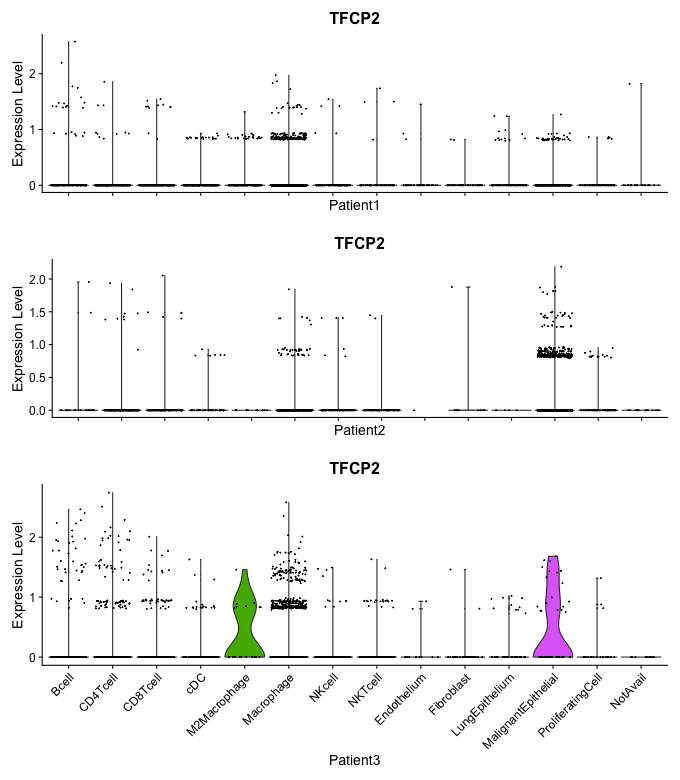 TFCP2
Expression Level
2
1
0
Patient1
TFCP2
Expression Level
2.0
1.5
1.0
0.5
0.0
Patient2
TFCP2
Expression Level
2
1
0
Bcell
CD4Tcell
CD8Tcell
cDC
M2Macrophage
Macrophage
NKcell
NKTcell
Endothelium
Fibroblast
LungEpithelium
MalignantEpithelial
ProliferatingCell
NotAvail
Patient3